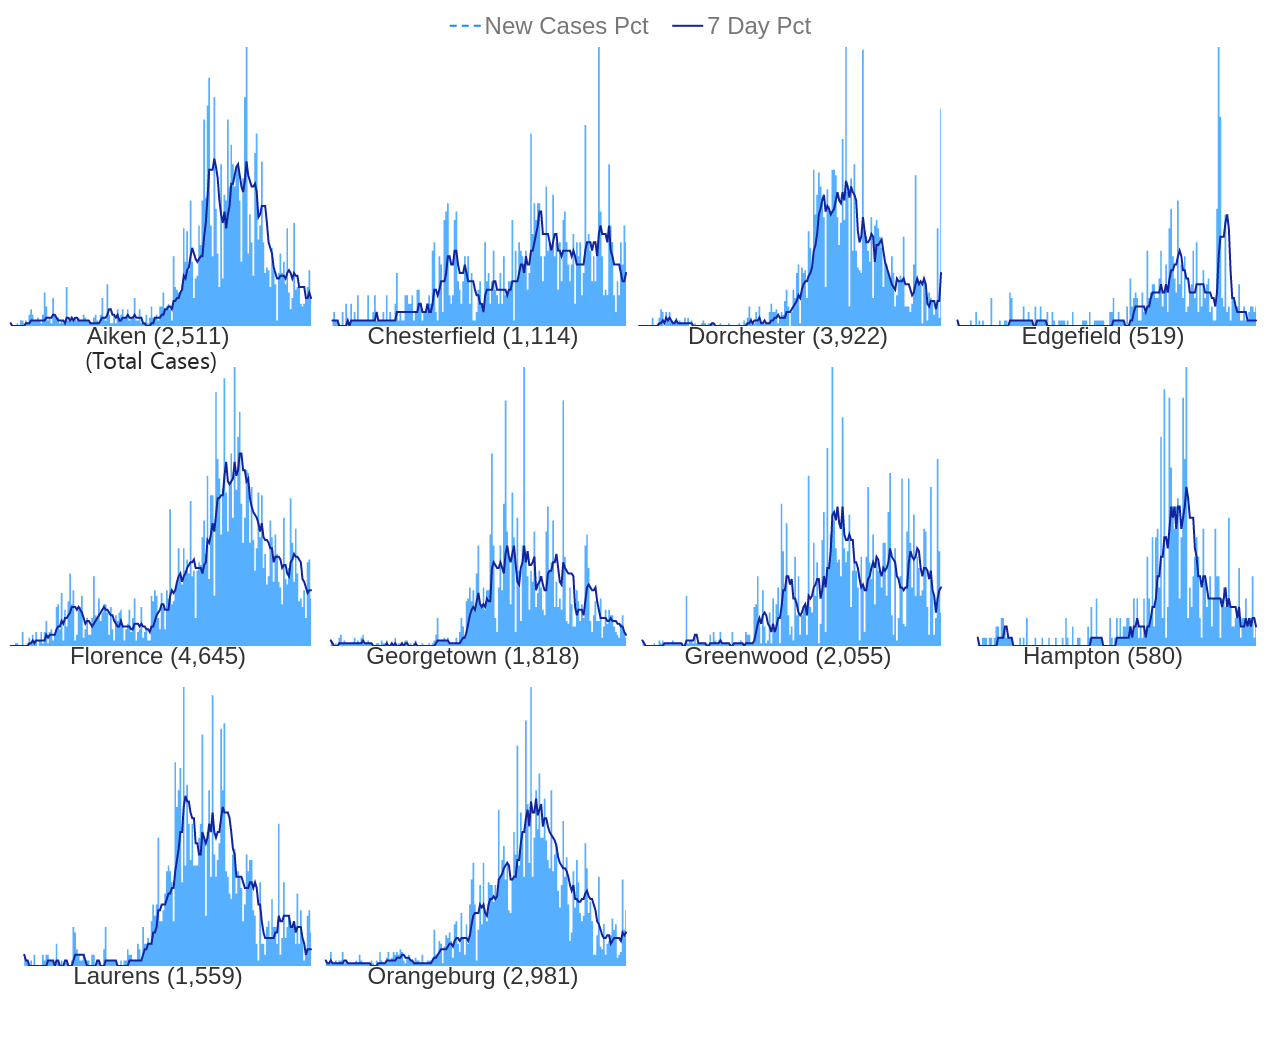 New Cases Pct 7 Day Pct
Aiken (2,511) Chesterfield (1,114) Dorchester (3,922) Edgefield (519)
(Total Cases)
Florence (4,645) Georgetown (1,818) Greenwood (2,055) Hampton (580)
Laurens (1,559) Orangeburg (2,981)